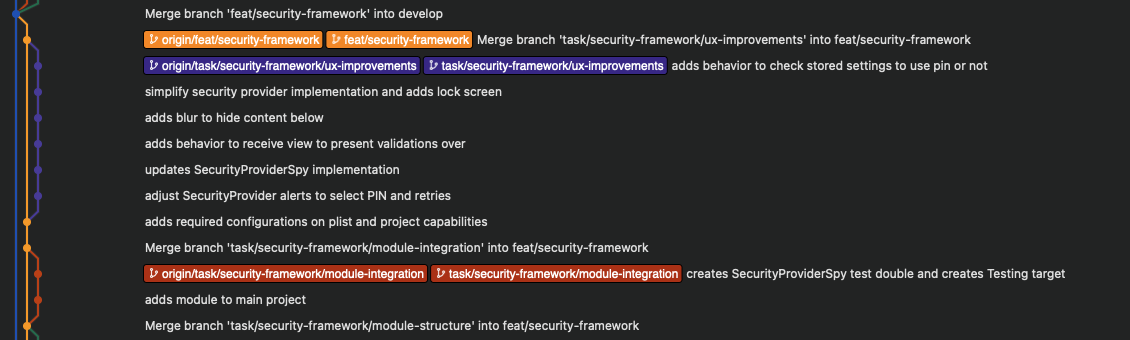 Merge branch 'feat/security-framework' into develop
origin/feat/security-framework feat/security-framework Merge branch 'task/security-framework/ux-improvements' into feat/security-framework
origin/task/security-framework/ux-improvements task/security-framework/ux-improvements adds behavior to check stored settings to use pin or not
simplify security provider implementation and adds lock screen
adds blur to hide content below
adds behavior to receive view to present validations over
updates SecurityProviderSpy implementation
adjust SecurityProvider alerts to select PIN and retries
adds required configurations on plist and project capabilities
Merge branch 'task/security-framework/module-integration' into feat/security-framework
origin/task/security-framework/module-integration task/security-framework/module-integration creates SecurityProviderSpy test double and creates Testing target
adds module to main project
Merge branch 'task/security-framework/module-structure' into feat/security-framework